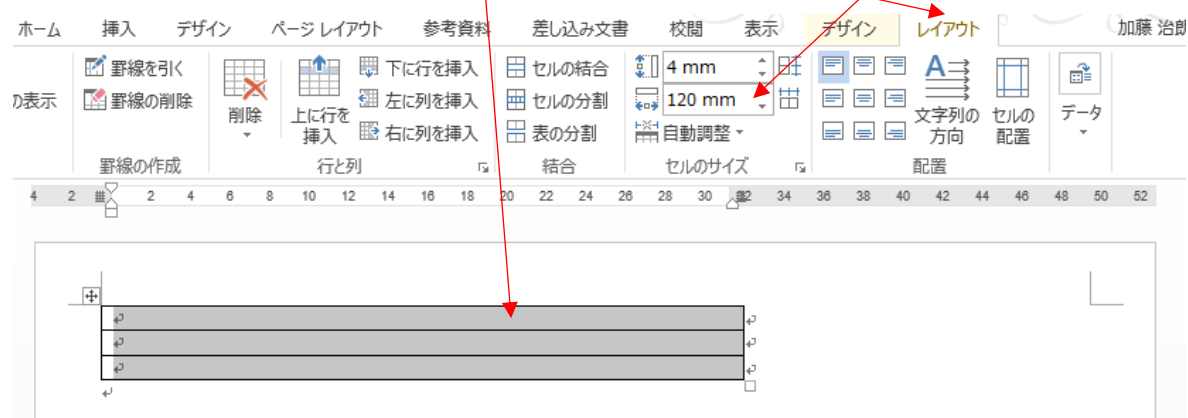 ホーム 挿入 デザイン ページ レイアウト 参考資料 差し込み文書 校閲 表示 デザイン レイアウト 加藤 治朗
罫線を引く 下に行を挿入 セルの結合 4 mm
の表示 罫線の削除 削除 上に行を挿入 左に列を挿入 セルの分割 120 mm 文字列の方向 セルの配置 データ
右に列を挿入 表の分割 自動調整
罫線の作成 行と列 結合 セルのサイズ 配置
4 2 2 4 6 8 10 12 14 16 18 20 22 24 26 28 30 32 34 36 38 40 42 44 46 48 50 52